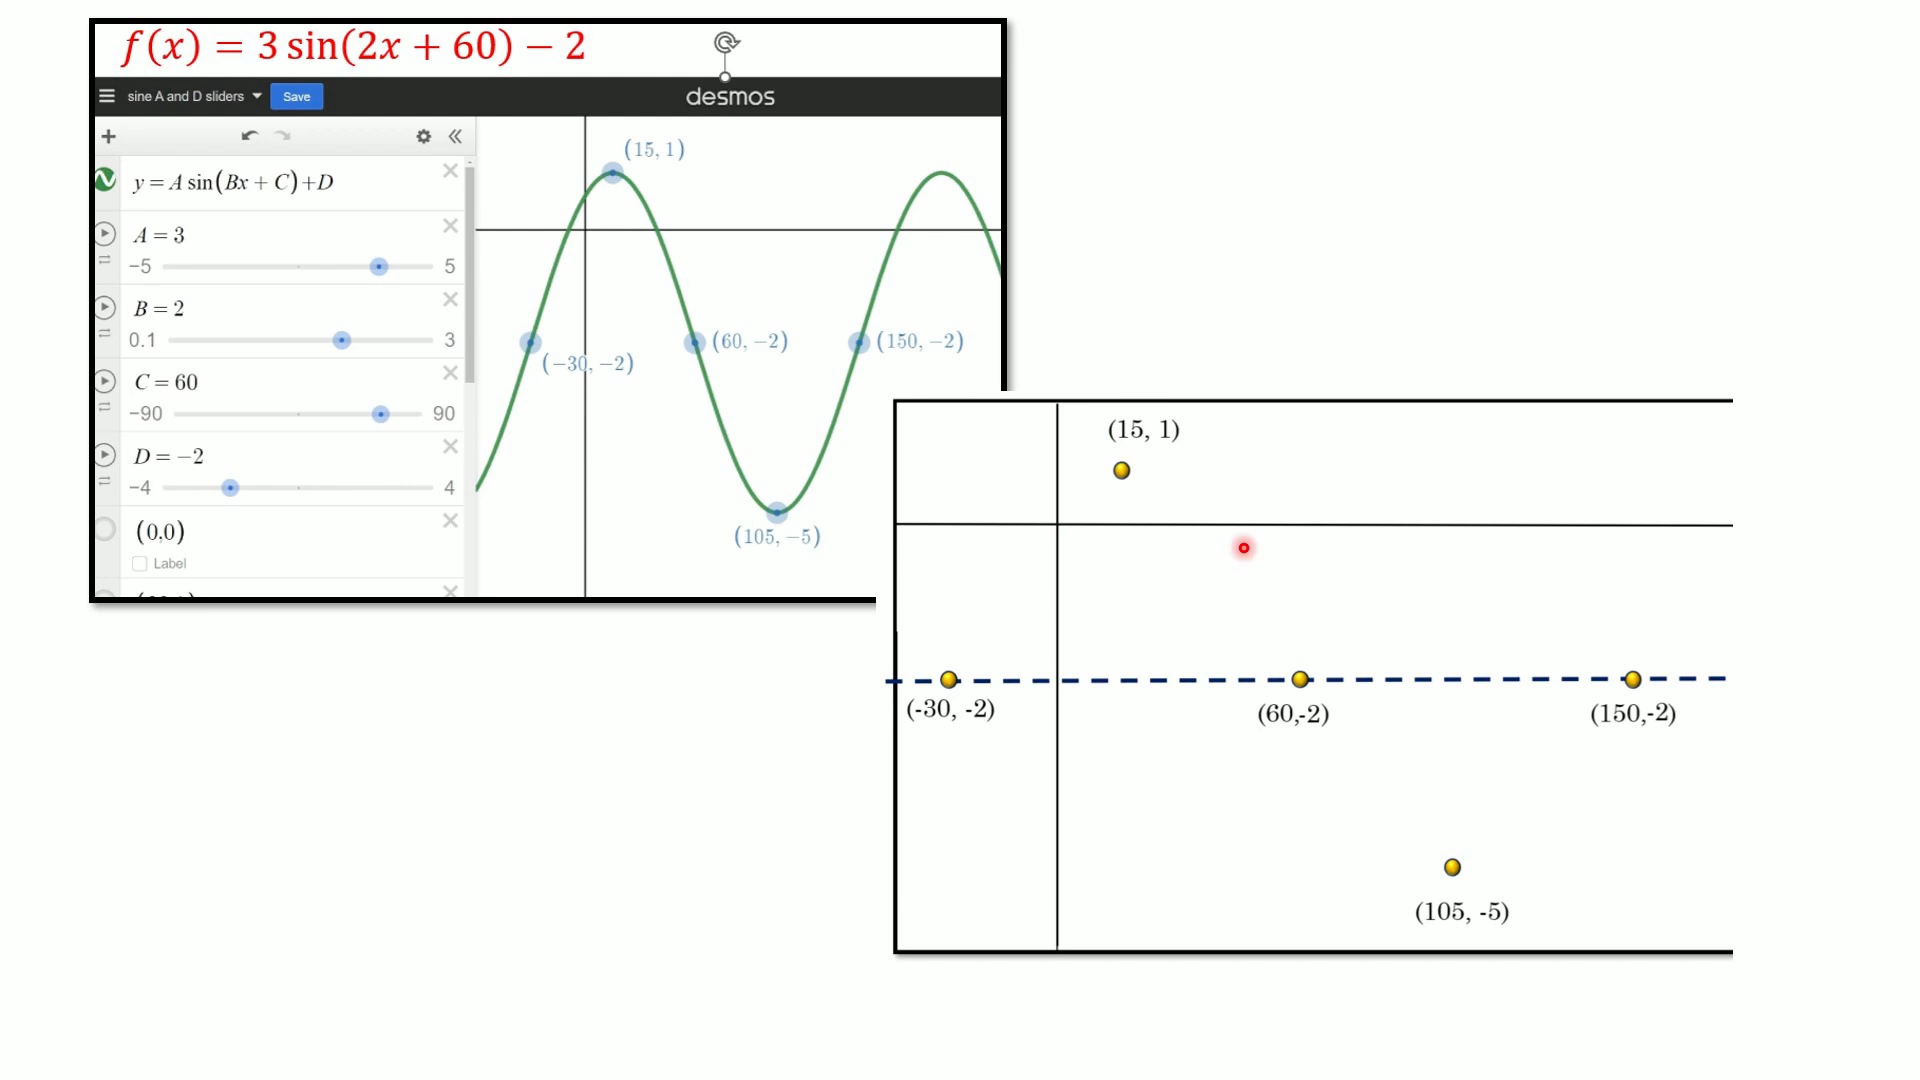 f(x) = 3 sin(2x + 60) − 2
sine A and D sliders
Save
desmos
y = A sin(Bx + C)+D
A = 3
−5
5
B = 2
0.1
3
C = 60
−90
90
D = −2
−4
4
(0,0)
Label
(15, 1)
(−30, −2)
(60, −2)
(150, −2)
(105, −5)
(15, 1)
(-30, -2)
(60,-2)
(150,-2)
(105, -5)